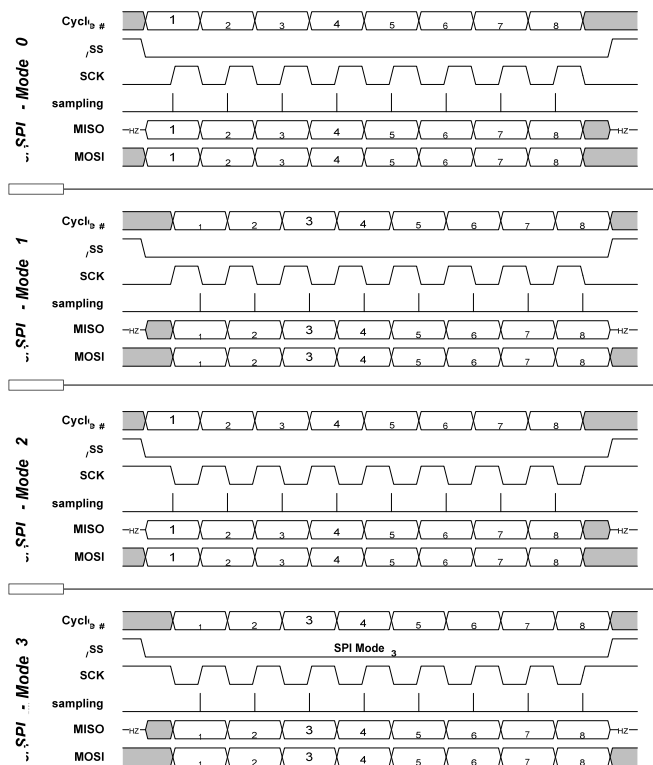 SPI - Mode 0
Cycle # 1 2 3 4 5 6 7 8
/SS
SCK
sampling
MISO HZ 1 2 3 4 5 6 7 8 HZ
MOSI 1 2 3 4 5 6 7 8
SPI - Mode 1
Cycle # 1 2 3 4 5 6 7 8
/SS
SCK
sampling
MISO HZ 1 2 3 4 5 6 7 8 HZ
MOSI 1 2 3 4 5 6 7 8
SPI - Mode 2
Cycle # 1 2 3 4 5 6 7 8
/SS
SCK
sampling
MISO HZ 1 2 3 4 5 6 7 8 HZ
MOSI 1 2 3 4 5 6 7 8
SPI - Mode 3
Cycle # 1 2 3 4 5 6 7 8
/SS SPI Mode 3
SCK
sampling
MISO HZ 1 2 3 4 5 6 7 8 HZ
MOSI 1 2 3 4 5 6 7 8